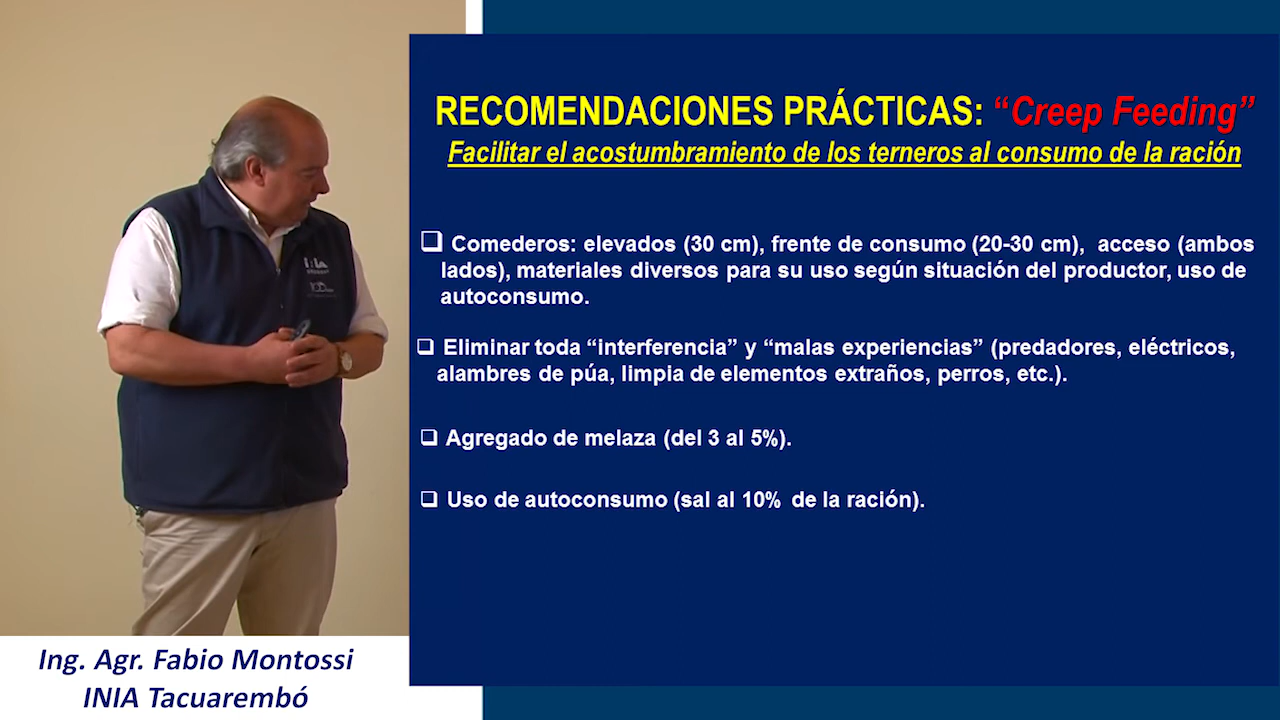 RECOMENDACIONES PRÁCTICAS: “Creep Feeding”
Facilitar el acostumbramiento de los terneros al consumo de la ración
❑ Comederos: elevados (30 cm), frente de consumo (20-30 cm), acceso (ambos
lados), materiales diversos para su uso según situación del productor, uso de
autoconsumo.
❑ Eliminar toda “interferencia” y “malas experiencias” (predadores, eléctricos,
alambres de púa, limpia de elementos extraños, perros, etc.).
❑ Agregado de melaza (del 3 al 5%).
❑ Uso de autoconsumo (sal al 10% de la ración).
Ing. Agr. Fabio Montossi
INIA Tacuarembó